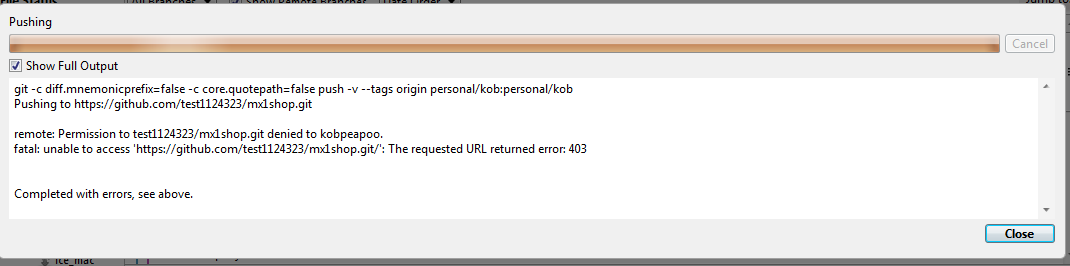 Pushing
Cancel
Show Full Output
git -c diff.mnemonicprefix=false -c core.quotepath=false push -v --tags origin personal/kob:personal/kob
Pushing to https://github.com/test1124323/mx1shop.git
remote: Permission to test1124323/mx1shop.git denied to kobpeapoo.
fatal: unable to access 'https://github.com/test1124323/mx1shop.git/': The requested URL returned error: 403
Completed with errors, see above.
Close